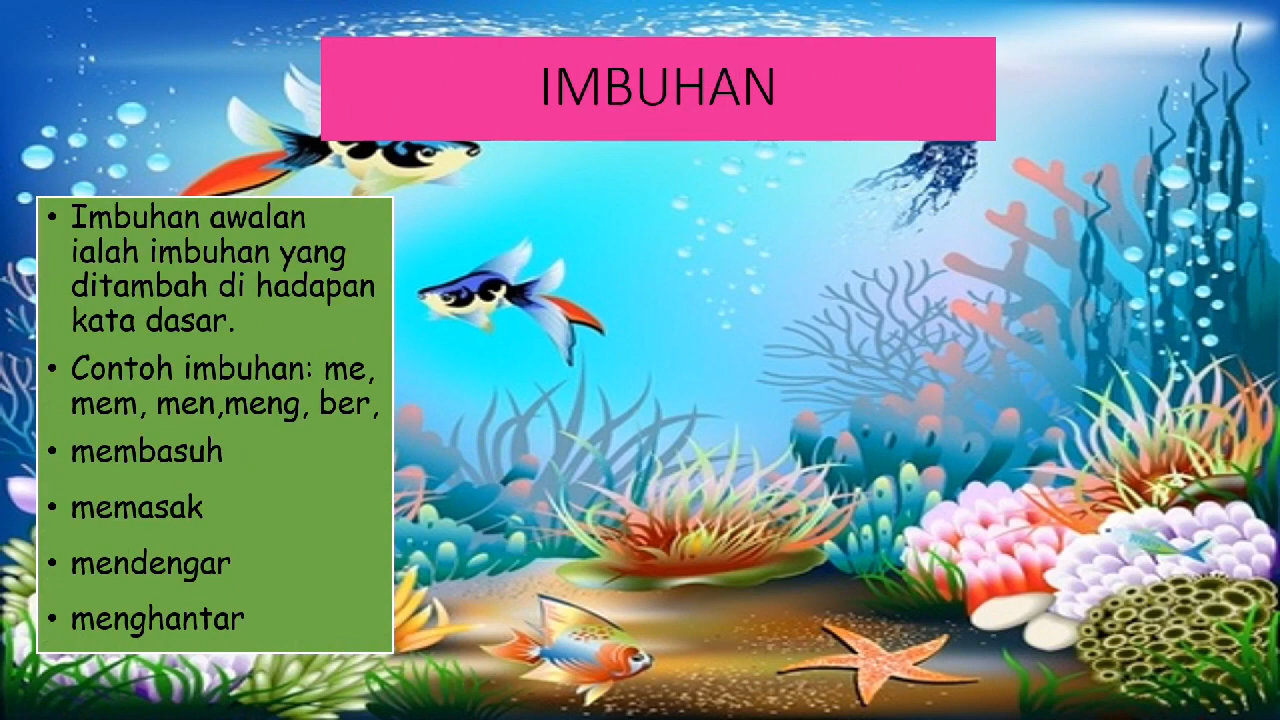 IMBUHAN
• Imbuhan awalan
ialah imbuhan yang
ditambah di hadapan
kata dasar.
• Contoh imbuhan: me,
mem, men,meng, ber,
• membasuh
• memasak
• mendengar
• menghantar